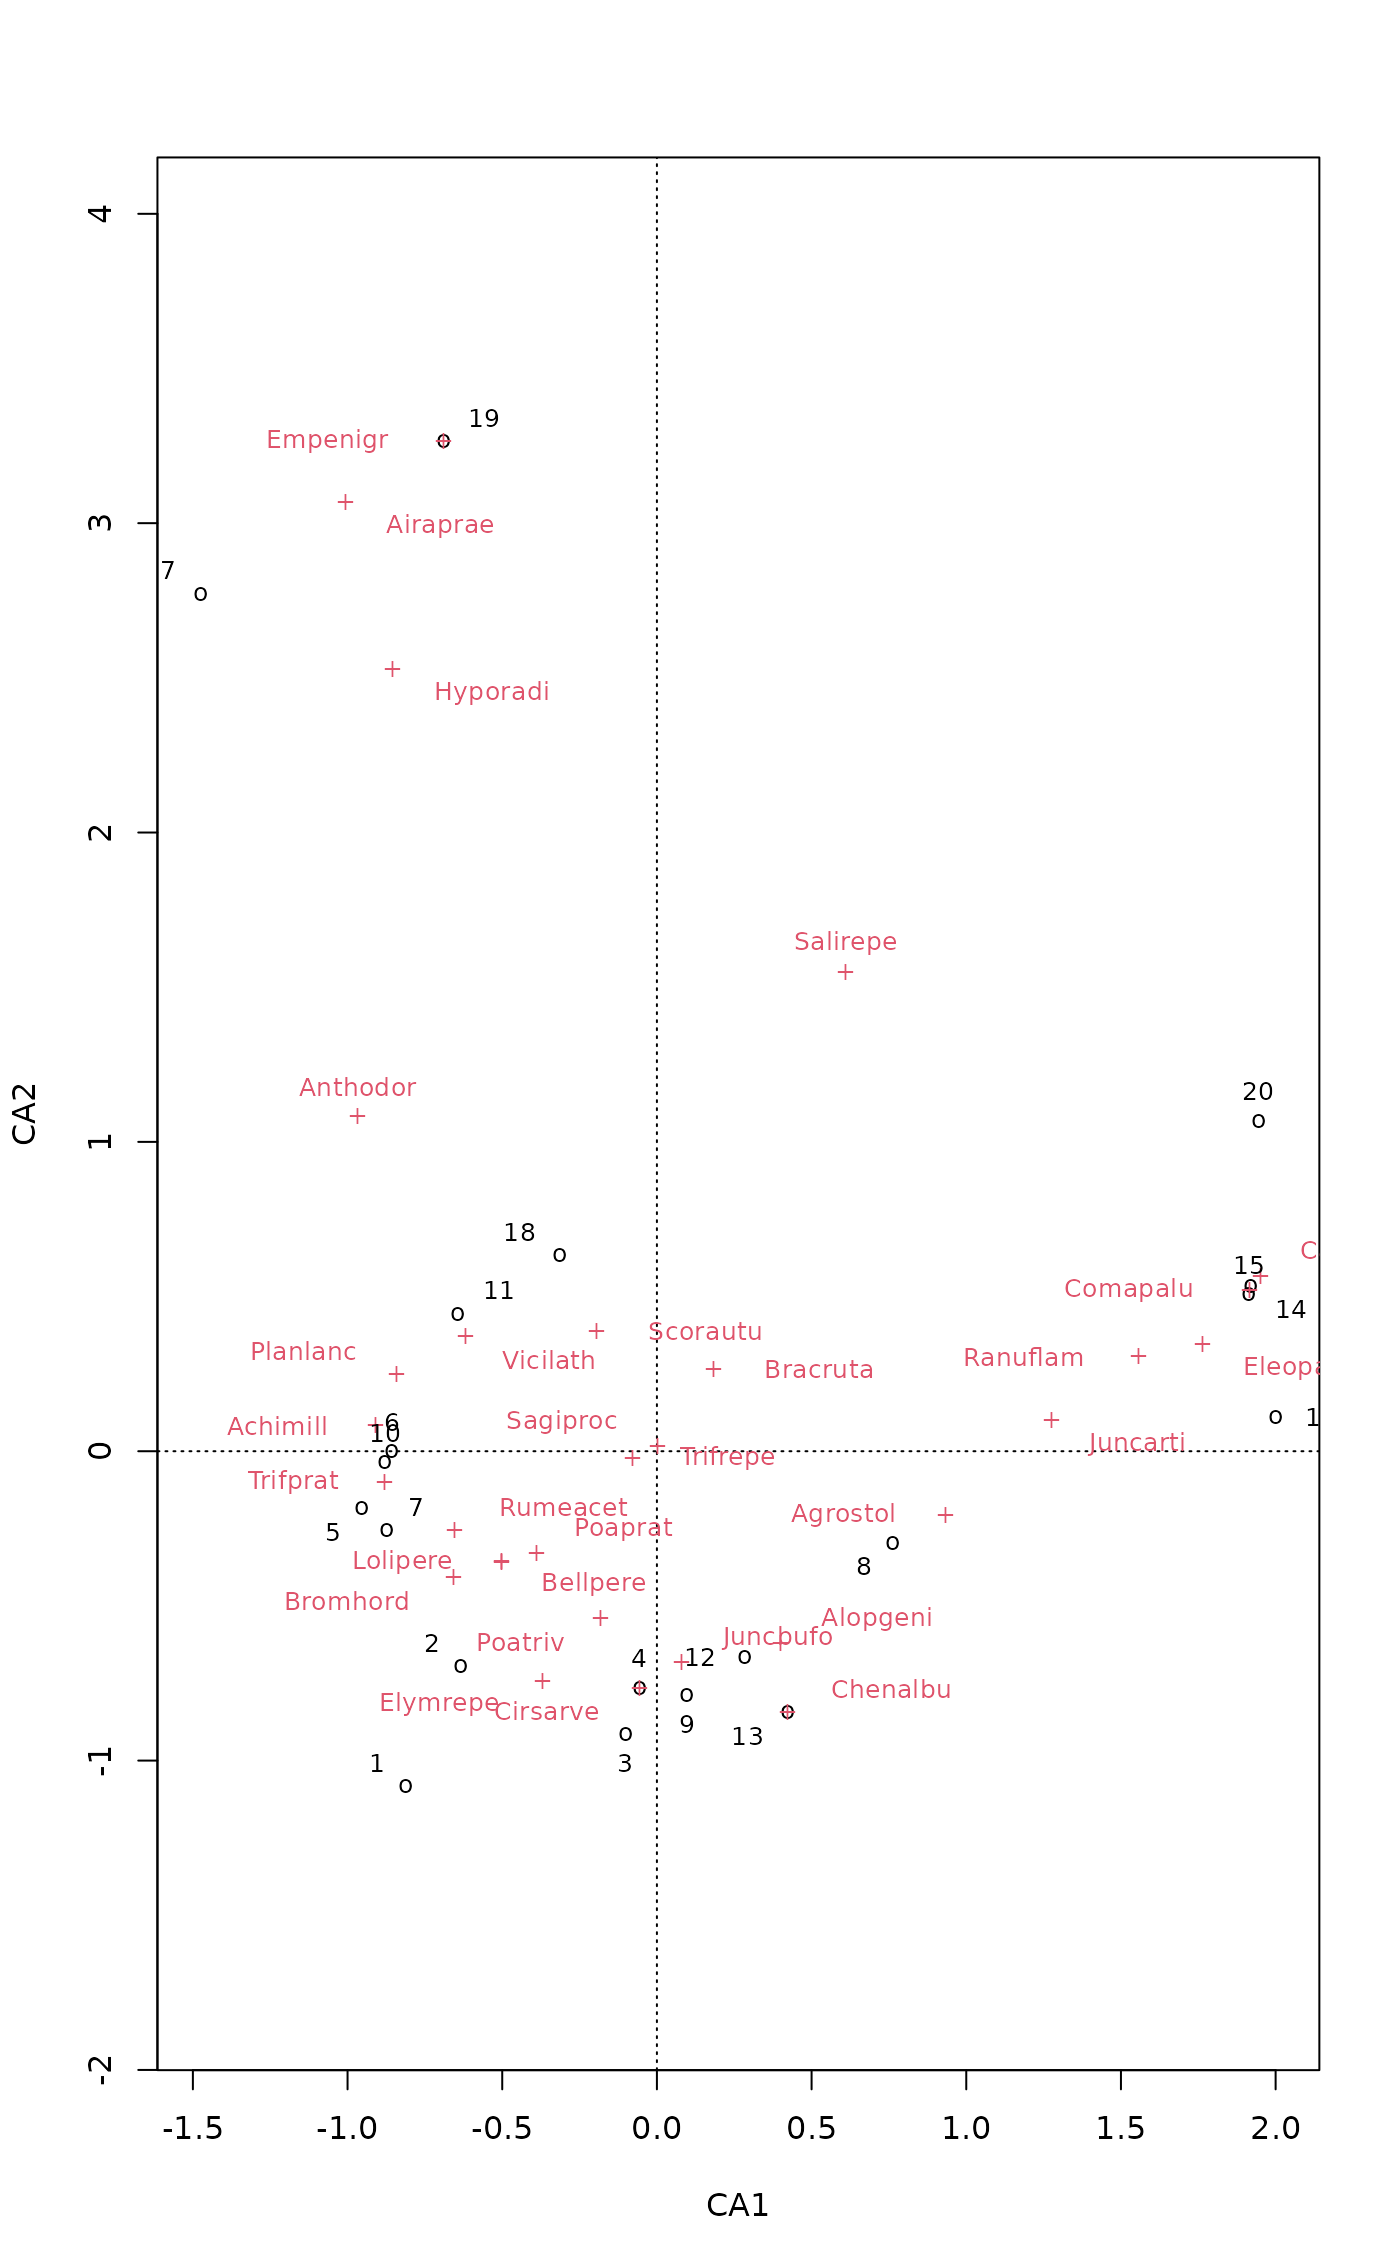 4
19
Empenigr
3
Airaprae
7
Hyporadi
2
Salirepe
Anthodor
20
CA2
1
18
C
15
11
Comapalu
14
Scorautu
Planlanc
Vicilath
Ranuflam
Bracruta
Eleopa
6
Sagiproc
1
Achimill
10
Juncarti
0
Trifrepe
Trifprat
7
Rumeacet
Agrostol
5
Poaprat
Lolipere
8
Bellpere
Bromhord
Alopgeni
2
Poatriv
Juncbufo
4
12
Chenalbu
Elymrepe
Cirsarve
9
13
-1
1
3
-2
-1.5 -1.0 -0.5 0.0 0.5 1.0 1.5 2.0
CA1